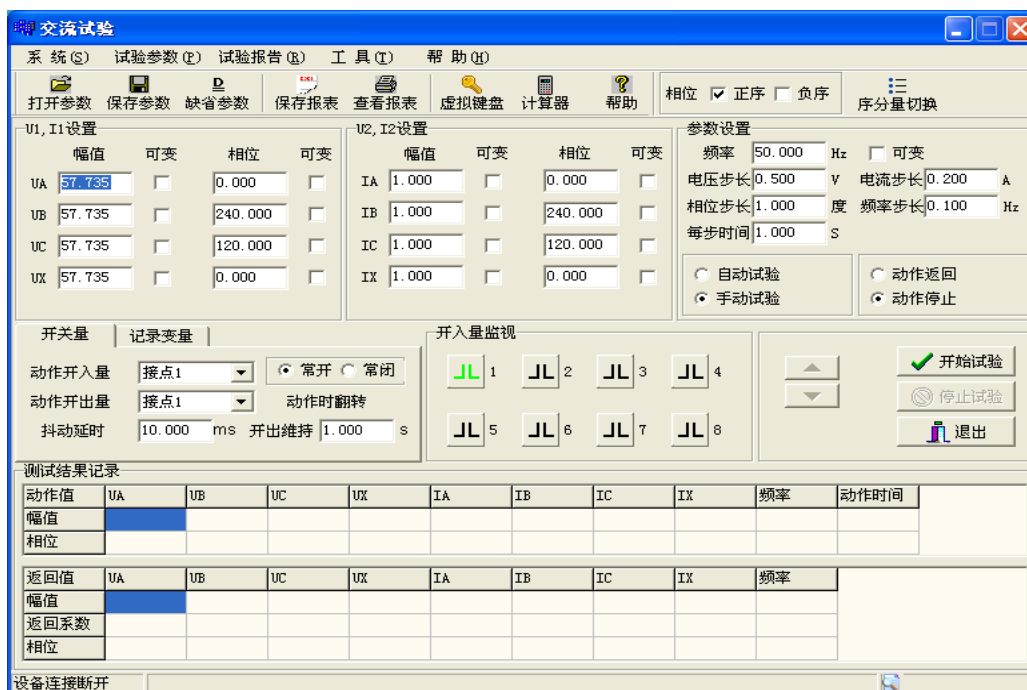 交流试验
系 统(S) 试验参数(P) 试验报告(R) 工 具(T) 帮 助(H)
打开参数 保存参数 缺省参数 保存报表 查看报表 虚拟键盘 计算器 帮助 相位 正序 负序 序分量切换
U1,I1设置
幅值 可变 相位 可变
UA 57.735 0.000
UB 57.735 240.000
UC 57.735 120.000
UX 57.735 0.000
U2,I2设置
幅值 可变 相位 可变
IA 1.000 0.000
IB 1.000 240.000
IC 1.000 120.000
IX 1.000 0.000
参数设置
频率 50.000 Hz 可变
电压步长 0.500 V 电流步长 0.200 A
相位步长 1.000 度 频率步长 0.100 Hz
每步时间 1.000 S
自动试验 动作返回
手动试验 动作停止
开关量 记录变量
动作开入量 接点1 常开 常闭
动作开出量 接点1 动作时翻转
抖动延时 10.000 ms 开出维持 1.000 s
开入量监视
1 2 3 4
5 6 7 8
开始试验
停止试验
退出
测试结果记录
动作值 UA UB UC UX IA IB IC IX 频率 动作时间
幅值
相位
返回值 UA UB UC UX IA IB IC IX 频率
幅值
返回系数
相位
设备连接断开